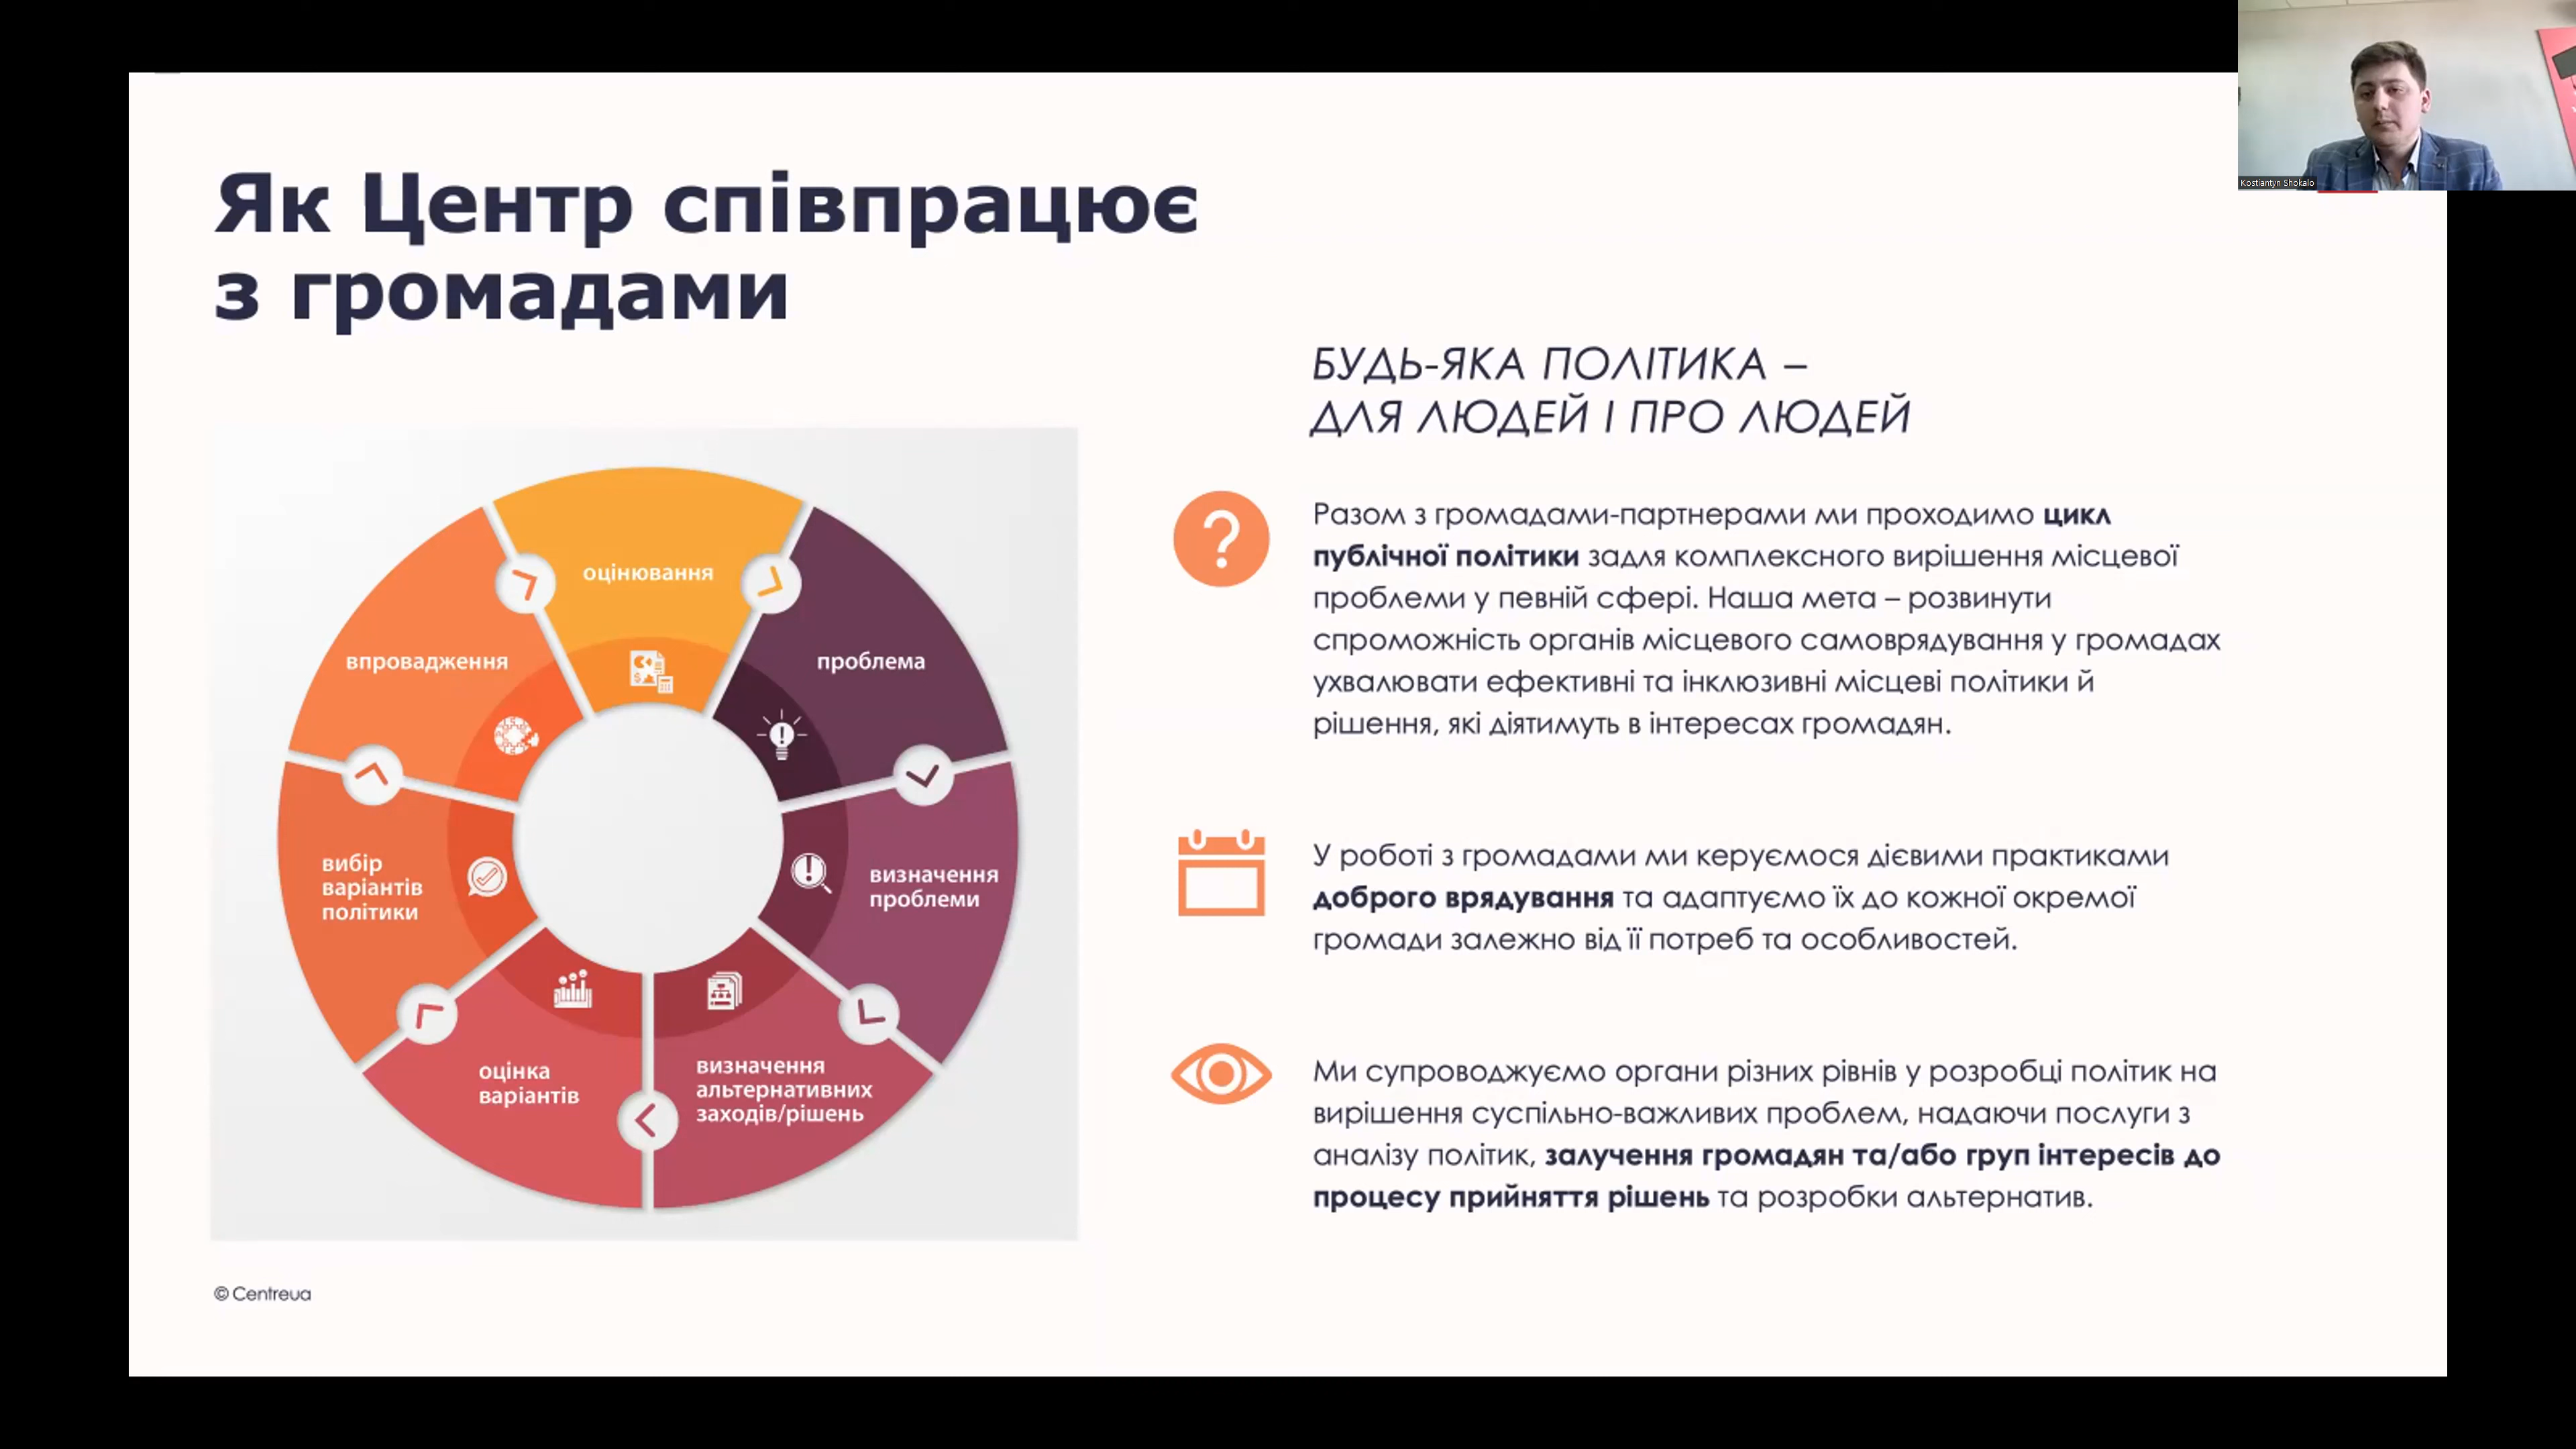 Kostiantyn Shokalo
Як Центр співпрацює
з громадами
БУДЬ-ЯКА ПОЛІТИКА –
ДЛЯ ЛЮДЕЙ І ПРО ЛЮДЕЙ
оцінювання
проблема
визначення
проблеми
визначення
альтернативних
заходів/рішень
оцінка
варіантів
вибір
варіантів
політики
впровадження
Разом з громадами-партнерами ми проходимо цикл
публічної політики задля комплексного вирішення місцевої
проблеми у певній сфері. Наша мета – розвинути
спроможність органів місцевого самоврядування у громадах
ухвалювати ефективні та інклюзивні місцеві політики й
рішення, які діятимуть в інтересах громадян.
У роботі з громадами ми керуємося дієвими практиками
доброго врядування та адаптуємо їх до кожної окремої
громади залежно від її потреб та особливостей.
Ми супроводжуємо органи різних рівнів у розробці політик на
вирішення суспільно-важливих проблем, надаючи послуги з
аналізу політик, залучення громадян та/або груп інтересів до
процесу прийняття рішень та розробки альтернатив.
© Centreua